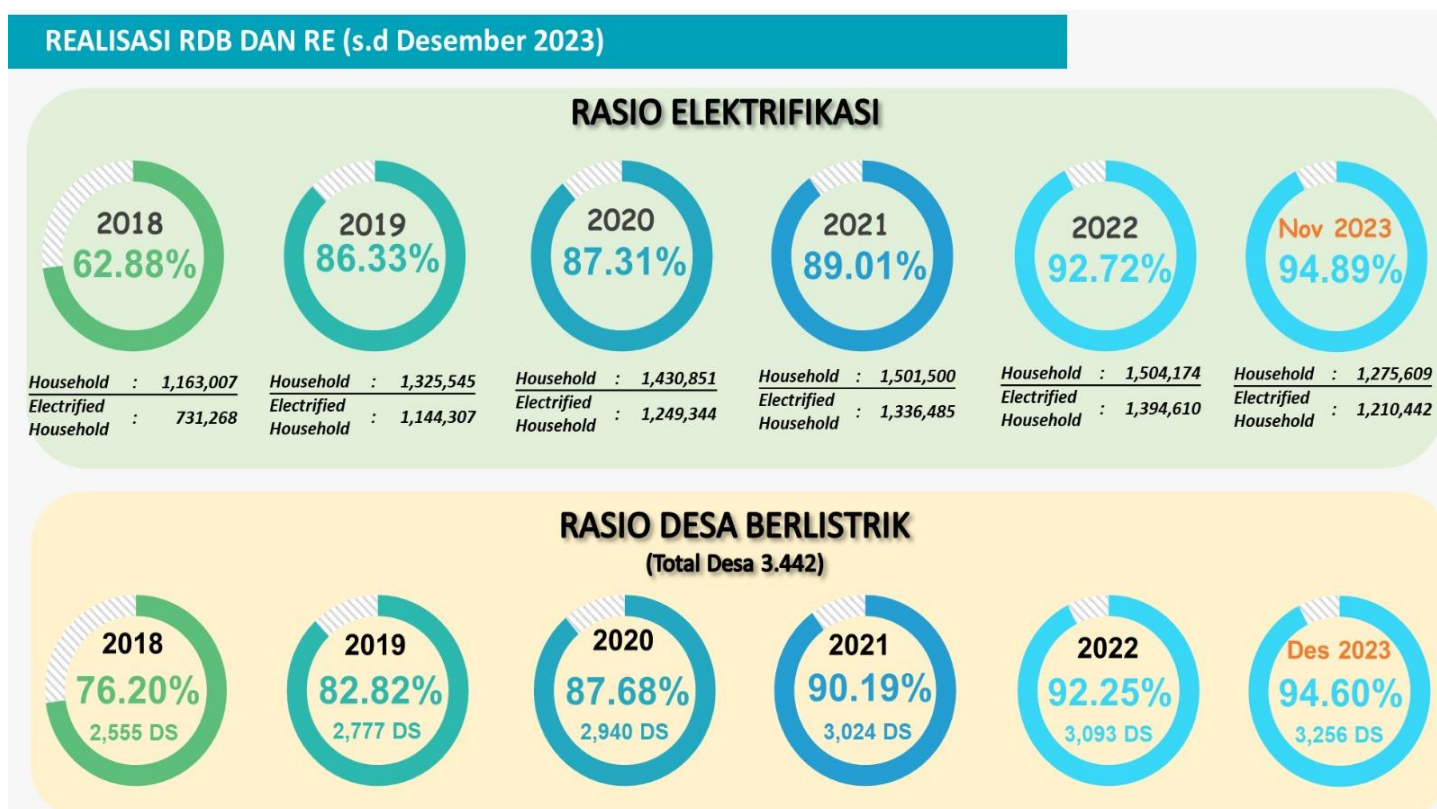 REALISASI RDB DAN RE (s.d Desember 2023)
RASIO ELEKTRIFIKASI
2018
62.88%
Household : 1,163,007
Electrified
Household : 731,268
2019
86.33%
Household : 1,325,545
Electrified
Household : 1,144,307
2020
87.31%
Household : 1,430,851
Electrified
Household : 1,249,344
2021
89.01%
Household : 1,501,500
Electrified
Household : 1,336,485
2022
92.72%
Household : 1,504,174
Electrified
Household : 1,394,610
Nov 2023
94.89%
Household : 1,275,609
Electrified
Household : 1,210,442
RASIO DESA BERLISTRIK
(Total Desa 3.442)
2018
76.20%
2,555 DS
2019
82.82%
2,777 DS
2020
87.68%
2,940 DS
2021
90.19%
3,024 DS
2022
92.25%
3,093 DS
Des 2023
94.60%
3,256 DS